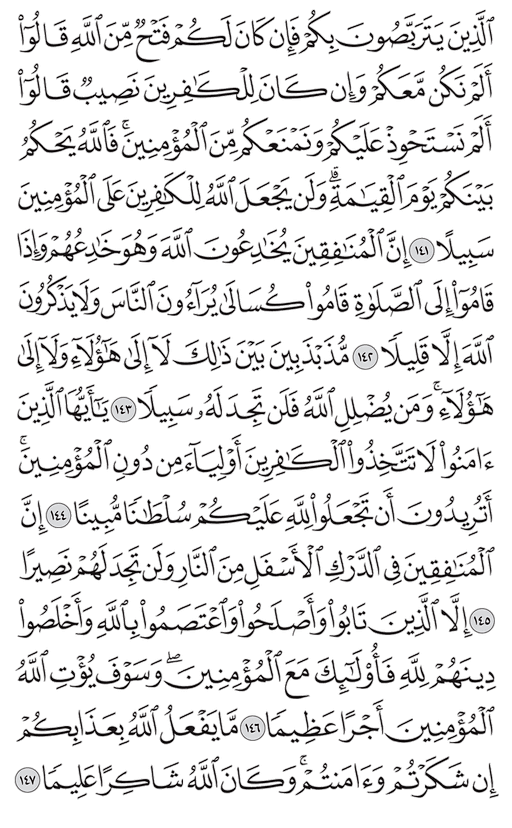 ٱلَّذِينَ يَتَرَبَّصُونَ بِكُمْ فَإِن كَانَ لَكُمْ فَتْحٌ مِّنَ ٱللَّهِ قَالُوٓا۟
أَلَمْ نَكُن مَّعَكُمْ وَإِن كَانَ لِلْكَٰفِرِينَ نَصِيبٌ قَالُوٓا۟
أَلَمْ نَسْتَحْوِذْ عَلَيْكُمْ وَنَمْنَعْكُم مِّنَ ٱلْمُؤْمِنِينَ ۚ فَٱللَّهُ يَحْكُمُ
بَيْنَكُمْ يَوْمَ ٱلْقِيَٰمَةِ ۗ وَلَن يَجْعَلَ ٱللَّهُ لِلْكَٰفِرِينَ عَلَى ٱلْمُؤْمِنِينَ
سَبِيلًا ١٤١ إِنَّ ٱلْمُنَٰفِقِينَ يُخَٰدِعُونَ ٱللَّهَ وَهُوَ خَٰدِعُهُمْ وَإِذَا
قَامُوٓا۟ إِلَى ٱلصَّلَوٰةِ قَامُوا۟ كُسَالَىٰ يُرَآءُونَ ٱلنَّاسَ وَلَا يَذْكُرُونَ
ٱللَّهَ إِلَّا قَلِيلًا ١٤٢ مُّذَبْذَبِينَ بَيْنَ ذَٰلِكَ لَآ إِلَىٰ هَٰٓؤُلَآءِ وَلَآ إِلَىٰ
هَٰٓؤُلَآءِ ۚ وَمَن يُضْلِلِ ٱللَّهُ فَلَن تَجِدَ لَهُۥ سَبِيلًا ١٤٣ يَٰٓأَيُّهَا ٱلَّذِينَ
ءَامَنُوا۟ لَا تَتَّخِذُوا۟ ٱلْكَٰفِرِينَ أَوْلِيَآءَ مِن دُونِ ٱلْمُؤْمِنِينَ ۚ
أَتُرِيدُونَ أَن تَجْعَلُوا۟ لِلَّهِ عَلَيْكُمْ سُلْطَٰنًا مُّبِينًا ١٤٤ إِنَّ
ٱلْمُنَٰفِقِينَ فِى ٱلدَّرْكِ ٱلْأَسْفَلِ مِنَ ٱلنَّارِ وَلَن تَجِدَ لَهُمْ نَصِيرًا
١٤٥ إِلَّا ٱلَّذِينَ تَابُوا۟ وَأَصْلَحُوا۟ وَٱعْتَصَمُوا۟ بِٱللَّهِ وَأَخْلَصُوا۟
دِينَهُمْ لِلَّهِ فَأُو۟لَٰٓئِكَ مَعَ ٱلْمُؤْمِنِينَ ۖ وَسَوْفَ يُؤْتِ ٱللَّهُ
ٱلْمُؤْمِنِينَ أَجْرًا عَظِيمًا ١٤٦ مَّا يَفْعَلُ ٱللَّهُ بِعَذَابِكُمْ
إِن شَكَرْتُمْ وَءَامَنتُمْ ۚ وَكَانَ ٱللَّهُ شَاكِرًا عَلِيمًا ١٤٧